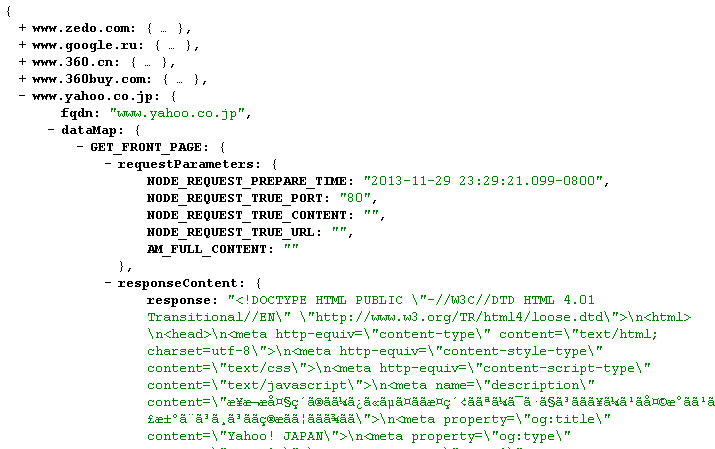 {
+ www.zedo.com: { … },
+ www.google.ru: { … },
+ www.360.cn: { … },
+ www.360buy.com: { … },
- www.yahoo.co.jp: {
fqdn: "www.yahoo.co.jp",
- dataMap: {
- GET_FRONT_PAGE: {
- requestParameters: {
NODE_REQUEST_PREPARE_TIME: "2013-11-29 23:29:21.099-0800",
NODE_REQUEST_TRUE_PORT: "80",
NODE_REQUEST_TRUE_CONTENT: "",
NODE_REQUEST_TRUE_URL: "",
AM_FULL_CONTENT: ""
},
- responseContent: {
response: "<!DOCTYPE HTML PUBLIC \"-//W3C//DTD HTML 4.01
Transitional//EN\" \"http://www.w3.org/TR/html4/loose.dtd\">\n<html>
\n<head>\n<meta http-equiv=\"content-type\" content=\"text/html;
charset=utf-8\">\n<meta http-equiv=\"content-style-type\"
content=\"text/css\">\n<meta http-equiv=\"content-script-type\"
content=\"text/javascript\">\n<meta name=\"description\"
content=\"
\">\n<meta property=\"og:title\"
content=\"Yahoo! JAPAN\">\n<meta property=\"og:type\"